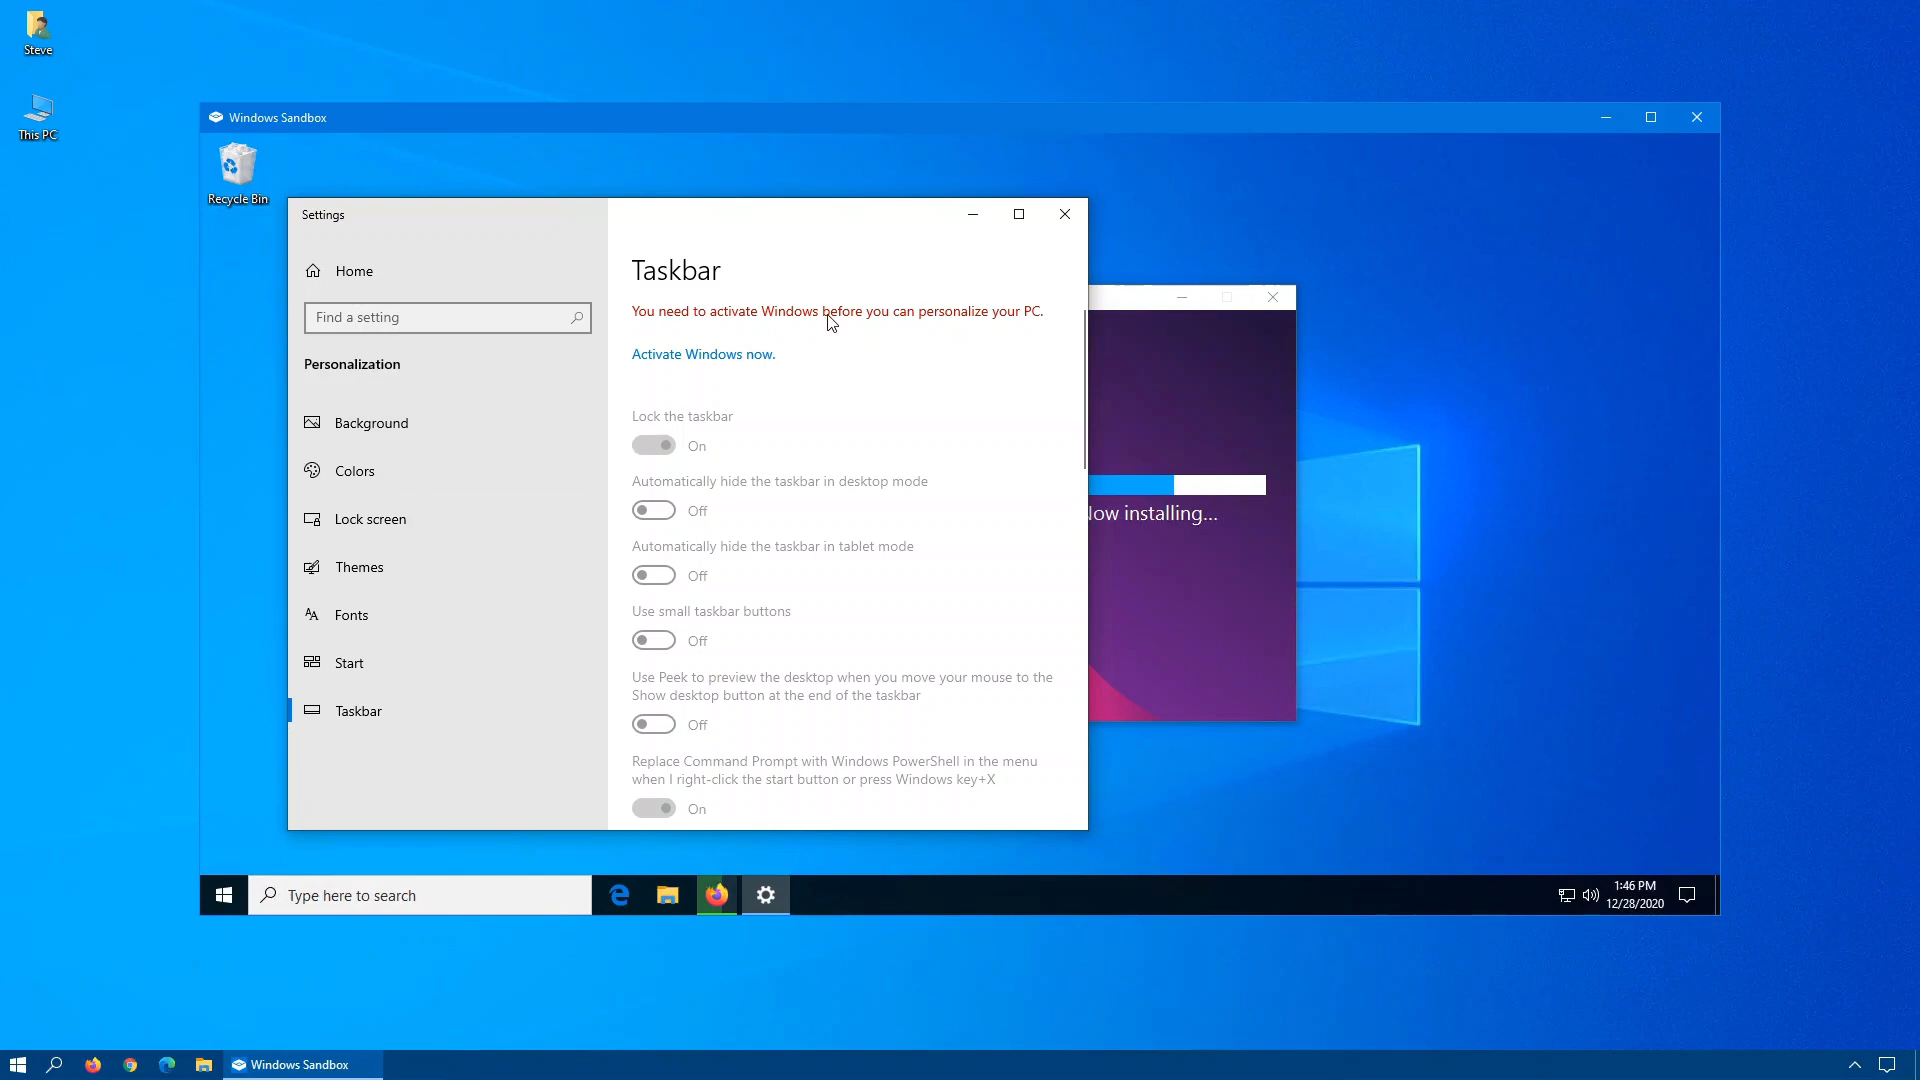 Steve
This PC
Windows Sandbox
Recycle Bin
Settings
Home
Find a setting
Personalization
Background
Colors
Lock screen
Themes
Fonts
Start
Taskbar
Taskbar
You need to activate Windows before you can personalize your PC.
Activate Windows now.
Lock the taskbar
On
Automatically hide the taskbar in desktop mode
Off
Automatically hide the taskbar in tablet mode
Off
Use small taskbar buttons
Off
Use Peek to preview the desktop when you move your mouse to the
Show desktop button at the end of the taskbar
Off
Replace Command Prompt with Windows PowerShell in the menu
when I right-click the start button or press Windows key+X
On
Now installing...
Type here to search
1:46 PM
12/28/2020
Windows Sandbox